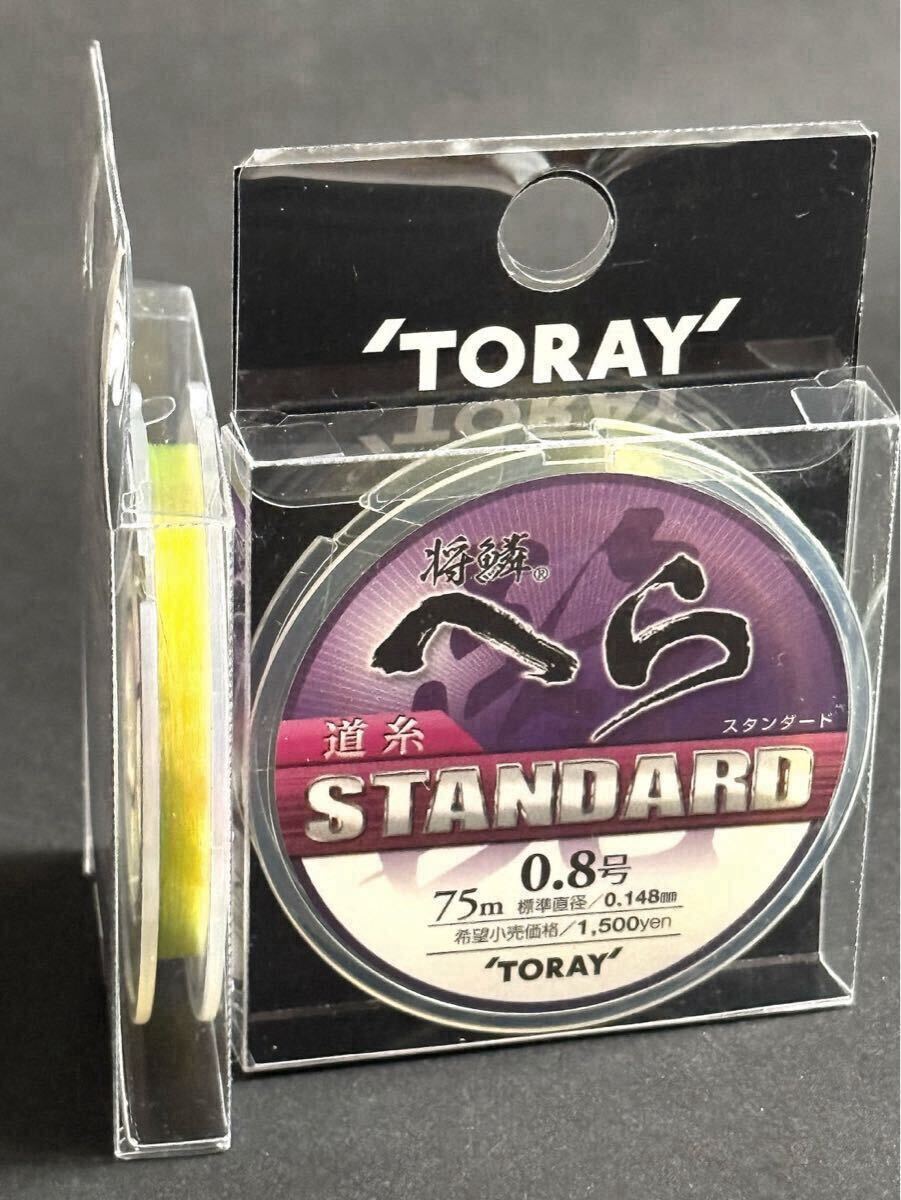 'TORAY'
将鱗®
へら
スタンダード
道糸
STANDARD
0.8号
75m 標準直径/0.148mm
希望小売価格/1,500yen
'TORAY'